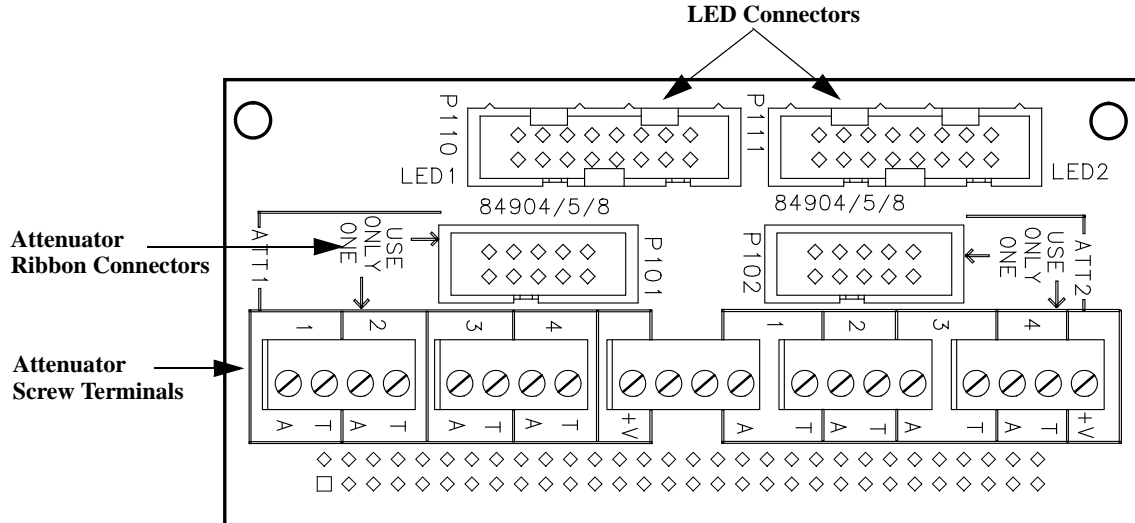 LED Connectors
P110
P111
LED1
LED2
84904/5/8
84904/5/8
Attenuator
Ribbon Connectors
ATT1
USE
ONLY
ONE
P101
P102
USE
ONLY
ONE
ATT2
1 2 3 4 1 2 3 4
Attenuator
Screw Terminals
A T A T A T A T +V A T A T A T A T +V